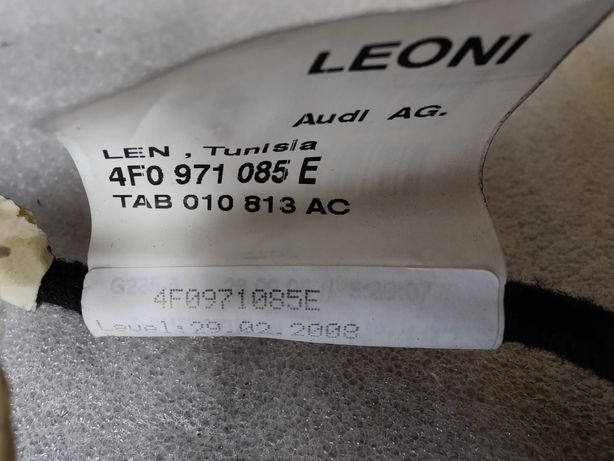 LEONI
Audi AG.
LEN , Tunisia
4F0 971 085 E
TAB 010 813 AC
4F0971085E
Level:29.02.2008